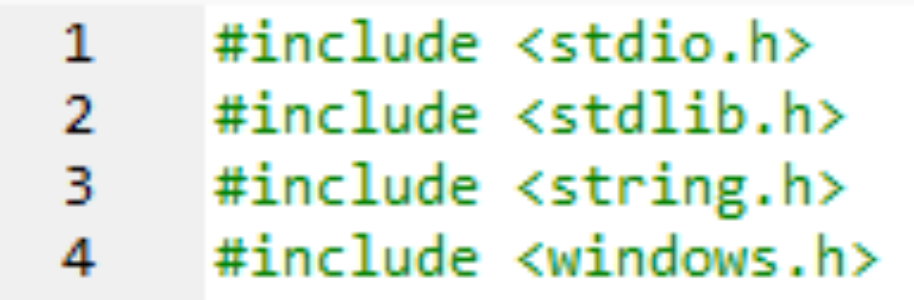 1 #include <stdio.h>
2 #include <stdlib.h>
3 #include <string.h>
4 #include <windows.h>